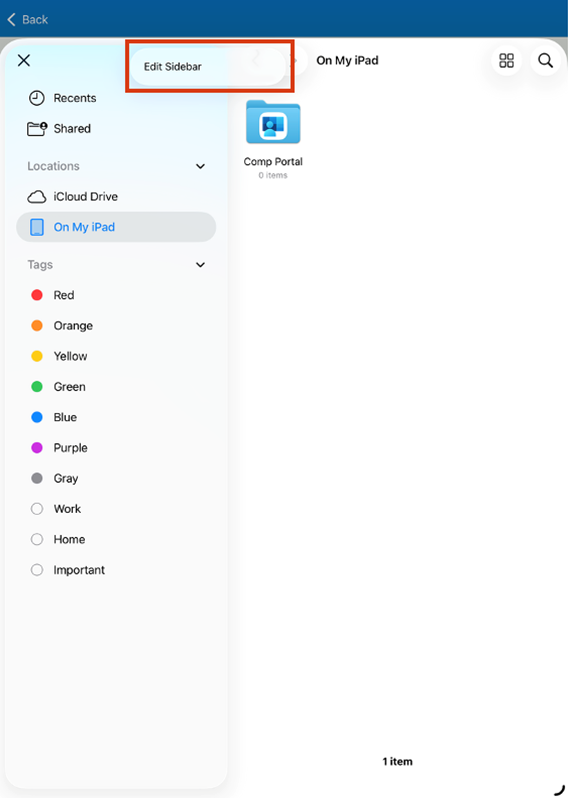 Back
Edit Sidebar
On My iPad
Recents
Shared
Locations
iCloud Drive
On My iPad
Tags
Red
Orange
Yellow
Green
Blue
Purple
Gray
Work
Home
Important
Comp Portal
0 items
1 item